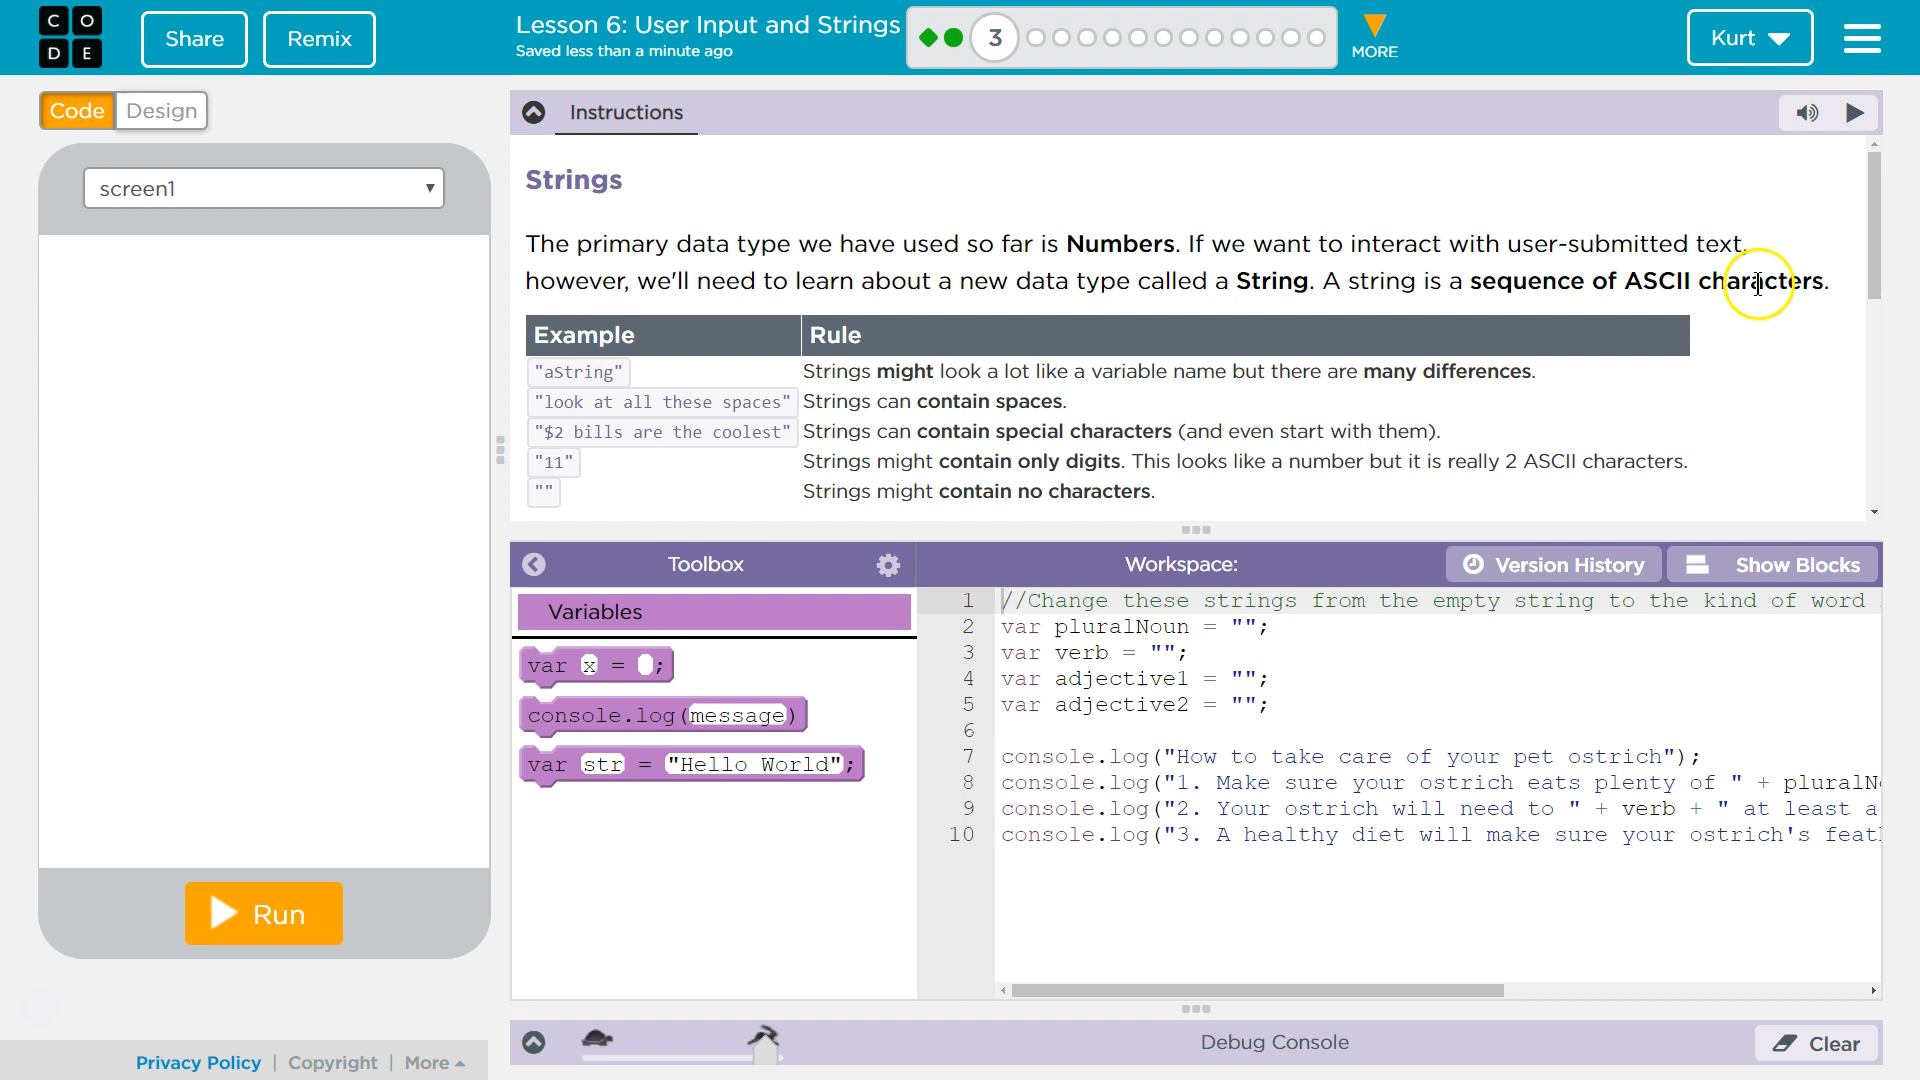 C O
D E
Share
Remix
Lesson 6: User Input and Strings
Saved less than a minute ago
3
MORE
Kurt
Code
Design
screen1
Run
Privacy Policy | Copyright | More
Instructions
Strings
The primary data type we have used so far is Numbers. If we want to interact with user-submitted text,
however, we'll need to learn about a new data type called a String. A string is a sequence of ASCII characters.
Example Rule
"aString" Strings might look a lot like a variable name but there are many differences.
"look at all these spaces" Strings can contain spaces.
"$2 bills are the coolest" Strings can contain special characters (and even start with them).
"11" Strings might contain only digits. This looks like a number but it is really 2 ASCII characters.
"" Strings might contain no characters.
Toolbox
Variables
var x = ;
console.log(message)
var str = "Hello World";
Workspace:
Version History
Show Blocks
1 //Change these strings from the empty string to the kind of word
2 var pluralNoun = "";
3 var verb = "";
4 var adjective1 = "";
5 var adjective2 = "";
6
7 console.log("How to take care of your pet ostrich");
8 console.log("1. Make sure your ostrich eats plenty of " + pluralN
9 console.log("2. Your ostrich will need to " + verb + " at least a
10 console.log("3. A healthy diet will make sure your ostrich's feat
Debug Console
Clear